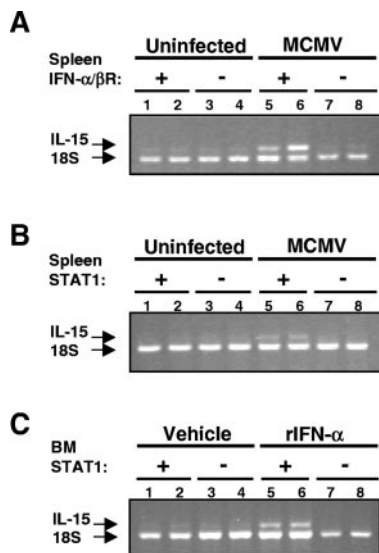 A
Uninfected MCMV
Spleen
IFN-α/βR: + - + -
1 2 3 4 5 6 7 8
IL-15
18S
B
Uninfected MCMV
Spleen
STAT1: + - + -
1 2 3 4 5 6 7 8
IL-15
18S
C
Vehicle rIFN-α
BM
STAT1: + - + -
1 2 3 4 5 6 7 8
IL-15
18S